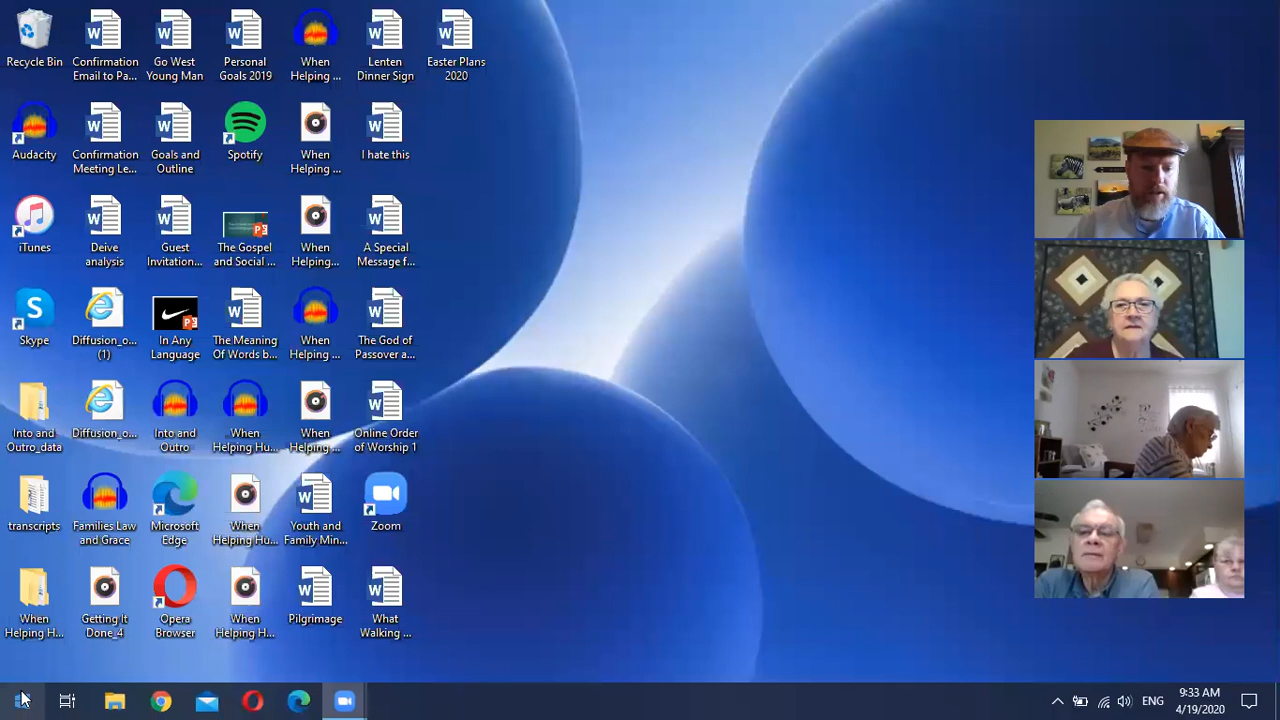 Recycle Bin
Confirmation
Email to Pa...
Go West
Young Man
Personal
Goals 2019
When
Helping ...
Lenten
Dinner Sign
Easter Plans
2020
Audacity
Confirmation
Meeting Le...
Goals and
Outline
Spotify
When
Helping ...
I hate this
iTunes
Deive
analysis
Guest
Invitation...
The Gospel
and Social ...
When
Helping...
A Special
Message f...
Skype
Diffusion_o...
(1)
In Any
Language
The Meaning
Of Words b...
When
Helping ...
The God of
Passover a...
Into and
Outro_data
Diffusion_o...
Into and
Outro
When
Helping Hu...
When
Helping ...
Online Order
of Worship 1
transcripts
Families Law
and Grace
Microsoft
Edge
When
Helping Hu...
Youth and
Family Min...
Zoom
When
Helping H...
Getting It
Done_4
Opera
Browser
When
Helping H...
Pilgrimage
What
Walking ...
ENG
9:33 AM
4/19/2020